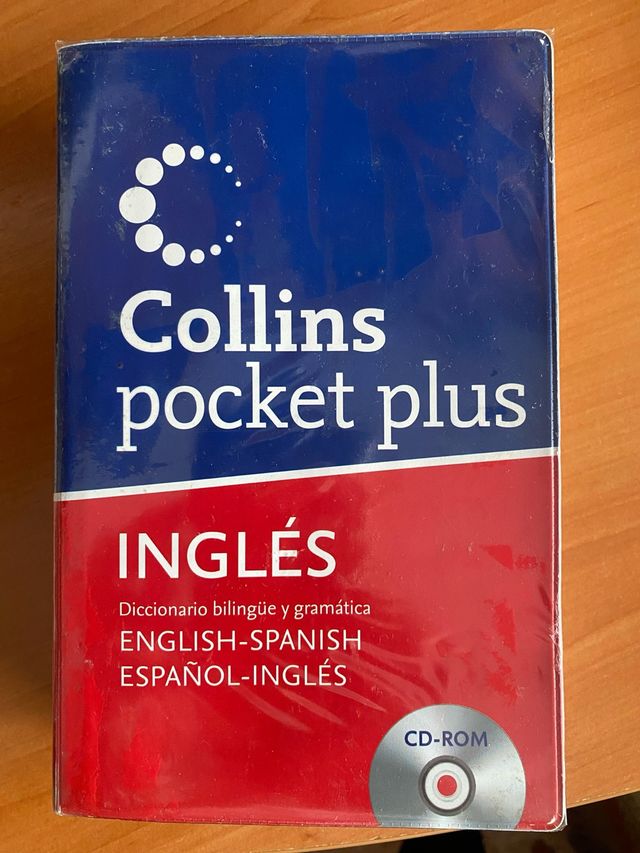 Collins
pocket plus
INGLÉS
Diccionario bilingüe y gramática
ENGLISH-SPANISH
ESPAÑOL-INGLÉS
CD-ROM